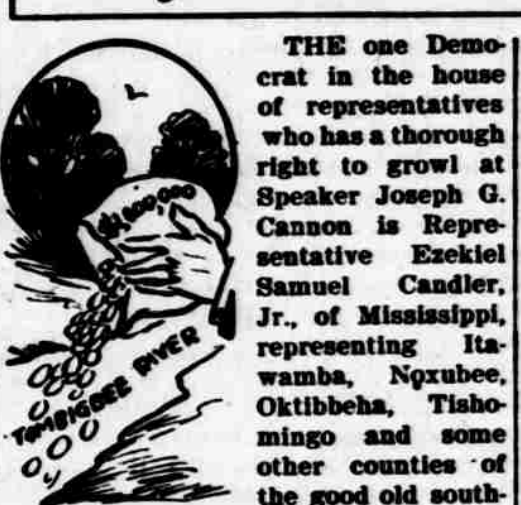 TOMBIGBEE RIVER
THE one Demo-
crat in the house
of representatives
who has a thorough
right to growl at
Speaker Joseph G.
Cannon is Repre-
sentative Ezekiel
Samuel Candler,
Jr., of Mississippi,
representing Ita-
wamba, Noxubee,
Oktibbeha, Tisho-
mingo and some
other counties of
the good old south-